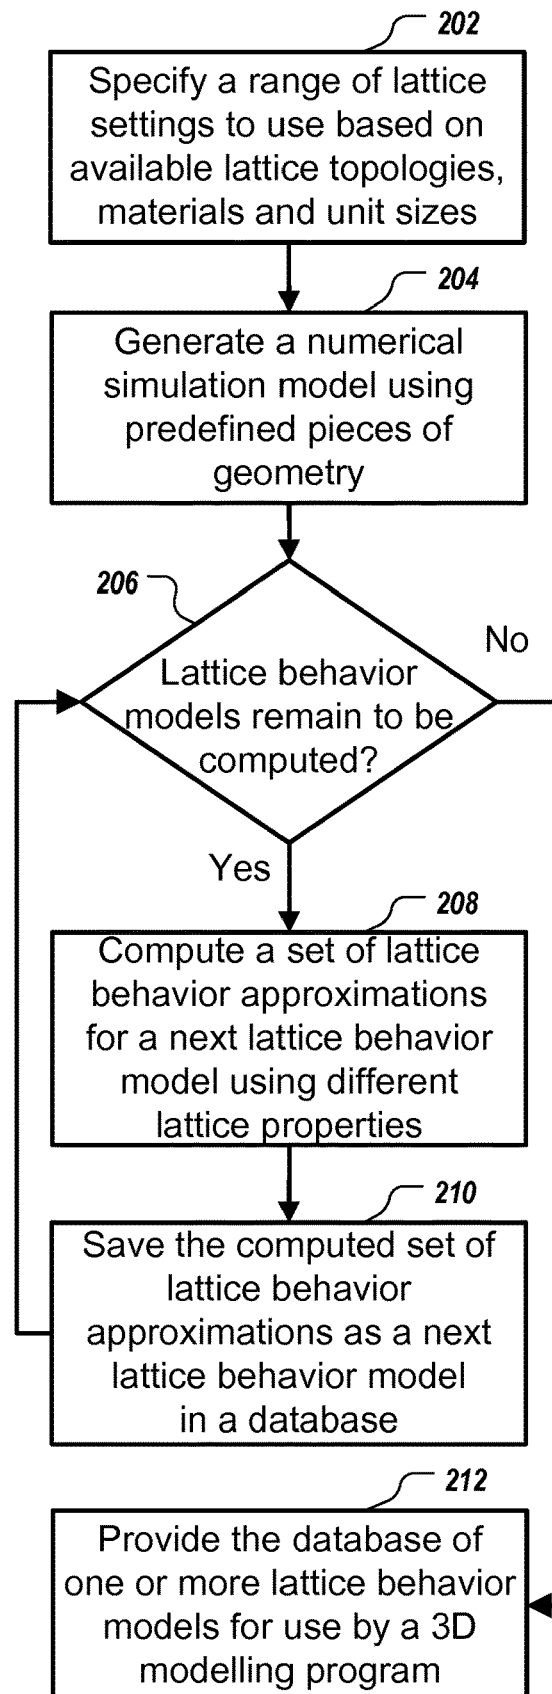 202
Specify a range of lattice
settings to use based on
available lattice topologies,
materials and unit sizes
204
Generate a numerical
simulation model using
predefined pieces of
geometry
206
No
Lattice behavior
models remain to be
computed?
Yes
208
Compute a set of lattice
behavior approximations
for a next lattice behavior
model using different
lattice properties
210
Save the computed set of
lattice behavior
approximations as a next
lattice behavior model
in a database
212
Provide the database of
one or more lattice behavior
models for use by a 3D
modelling program